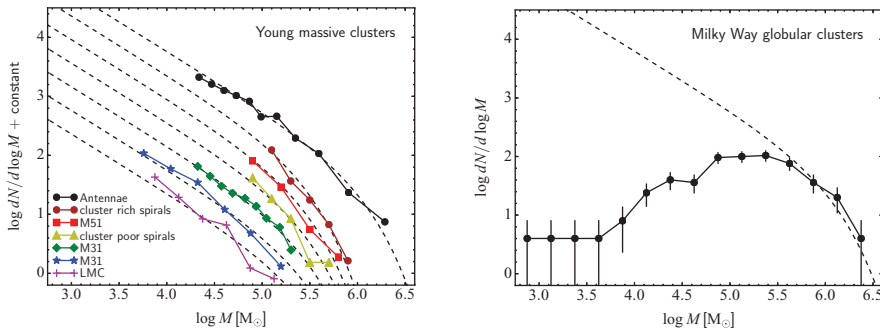 Young massive clusters
log dN/d log M + constant
4
3
2
1
0
Antennae
cluster rich spirals
M51
cluster poor spirals
M31
M31
LMC
3.0 3.5 4.0 4.5 5.0 5.5 6.0 6.5
log M [M⊙]
Milky Way globular clusters
log dN/d log M
4
3
2
1
0
3.0 3.5 4.0 4.5 5.0 5.5 6.0 6.5
log M [M⊙]